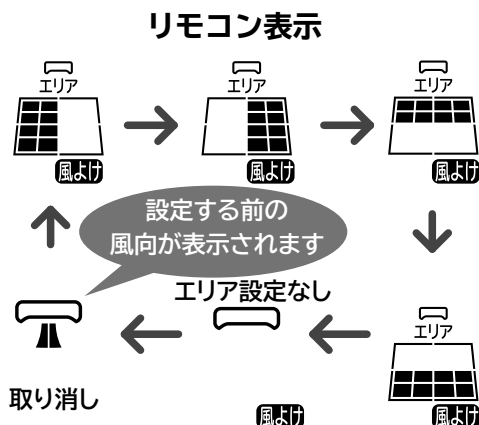 リモコン表示
エリア
エリア
エリア
風よけ
風よけ
風よけ
設定する前の
風向が表示されます
エリア設定なし
エリア
取り消し
風よけ
風よけ